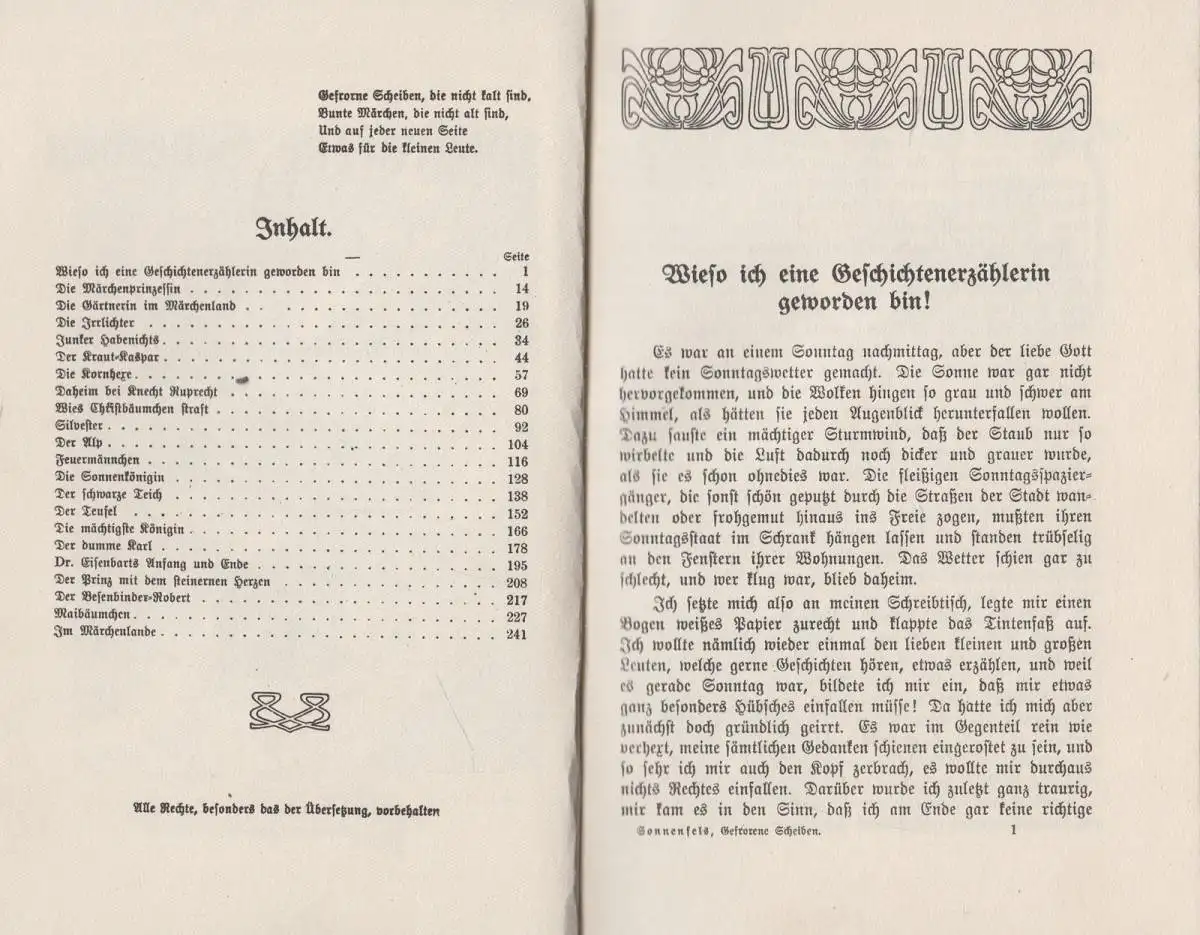 Gefrorne Scheiben, die nicht kalt sind,
Bunte Märchen, die nicht alt sind,
Und auf jeder neuen Seite
Etwas für die kleinen Leute.
Inhalt.
Seite
Wieso ich eine Geschichtenerzählerin geworden bin . . . . . . . . . 1
Die Märchenprinzessin . . . . . . . . . . . . . . . . . . 14
Die Gärtnerin im Märchenland . . . . . . . . . . . . . . . 19
Die Irrlichter . . . . . . . . . . . . . . . . . . . . 26
Junker Habenichts . . . . . . . . . . . . . . . . . . . 34
Der Kraut-Kaspar . . . . . . . . . . . . . . . . . . . 44
Die Kornhexe . . . . . . . . . . . . . . . . . . . . . 57
Daheim bei Knecht Ruprecht . . . . . . . . . . . . . . . . 69
Wies Christbäumchen straft . . . . . . . . . . . . . . . . 80
Silvester . . . . . . . . . . . . . . . . . . . . . . 92
Der Alp . . . . . . . . . . . . . . . . . . . . . . 104
Feuermännchen . . . . . . . . . . . . . . . . . . . . 116
Die Sonnenkönigin . . . . . . . . . . . . . . . . . . . 128
Der schwarze Teich . . . . . . . . . . . . . . . . . . . 138
Der Teufel . . . . . . . . . . . . . . . . . . . . . 152
Die mächtigste Königin . . . . . . . . . . . . . . . . . . 166
Der dumme Karl . . . . . . . . . . . . . . . . . . . . 178
Dr. Eisenbarts Anfang und Ende . . . . . . . . . . . . . . 195
Der Prinz mit dem steinernen Herzen . . . . . . . . . . . . 208
Der Besenbinder-Robert . . . . . . . . . . . . . . . . . 217
Maibäumchen . . . . . . . . . . . . . . . . . . . . . 227
Im Märchenlande . . . . . . . . . . . . . . . . . . . . 241
Alle Rechte, besonders das der Übersetzung, vorbehalten
Wieso ich eine Geschichtenerzählerin
geworden bin!
Es war an einem Sonntag nachmittag, aber der liebe Gott
hatte kein Sonntagswetter gemacht. Die Sonne war gar nicht
hervorgekommen, und die Wolken hingen so grau und schwer am
Himmel, als hätten sie jeden Augenblick herunterfallen wollen.
Dazu sauste ein mächtiger Sturmwind, daß der Staub nur so
wirbelte und die Luft dadurch noch dicker und grauer wurde,
als sie es schon ohnedies war. Die fleißigen Sonntagsspazier-
gänger, die sonst schön geputzt durch die Straßen der Stadt wan-
delten oder frohgemut hinaus ins Freie zogen, mußten ihren
Sonntagsstaat im Schrank hängen lassen und standen trübselig
an den Fenstern ihrer Wohnungen. Das Wetter schien gar zu
schlecht, und wer klug war, blieb daheim.
Ich setzte mich also an meinen Schreibtisch, legte mir einen
Bogen weißes Papier zurecht und klappte das Tintenfaß auf.
Ich wollte nämlich wieder einmal den lieben kleinen und großen
Leuten, welche gerne Geschichten hören, etwas erzählen, und weil
es gerade Sonntag war, bildete ich mir ein, daß mir etwas
ganz besonders Hübsches einfallen müsse! Da hatte ich mich aber
zunächst doch gründlich geirrt. Es war im Gegenteil rein wie
verhext, meine sämtlichen Gedanken schienen eingerostet zu sein, und
so sehr ich mir auch den Kopf zerbrach, es wollte mir durchaus
nichts Rechtes einfallen. Darüber wurde ich zuletzt ganz traurig,
mir kam es in den Sinn, daß ich am Ende gar keine richtige
Sonnenfels, Gefrorene Scheiben. 1